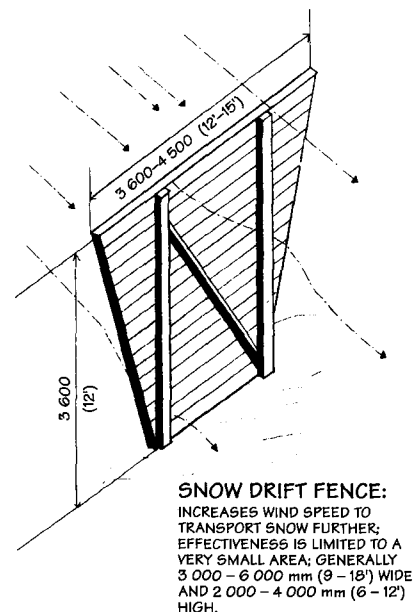 3 600-4 500 (12'-15')
3 600
(12')
SNOW DRIFT FENCE:
INCREASES WIND SPEED TO
TRANSPORT SNOW FURTHER;
EFFECTIVENESS IS LIMITED TO A
VERY SMALL AREA; GENERALLY
3 000 – 6 000 mm (9 – 18') WIDE
AND 2 000 – 4 000 mm (6 – 12')
HIGH.